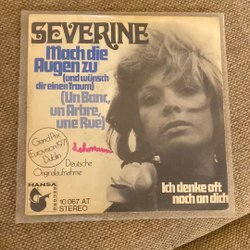 SEVERINE
Mach die
Augen zu
(und wünsch
dir einen Traum)
(Un Banc,
un Arbre,
une Rue)
Grand Prix
Eurovision 1971
Dublin
Deutsche
Originalaufnahme
HANSA
10 067 AT
STEREO
Ich denke oft
noch an dich